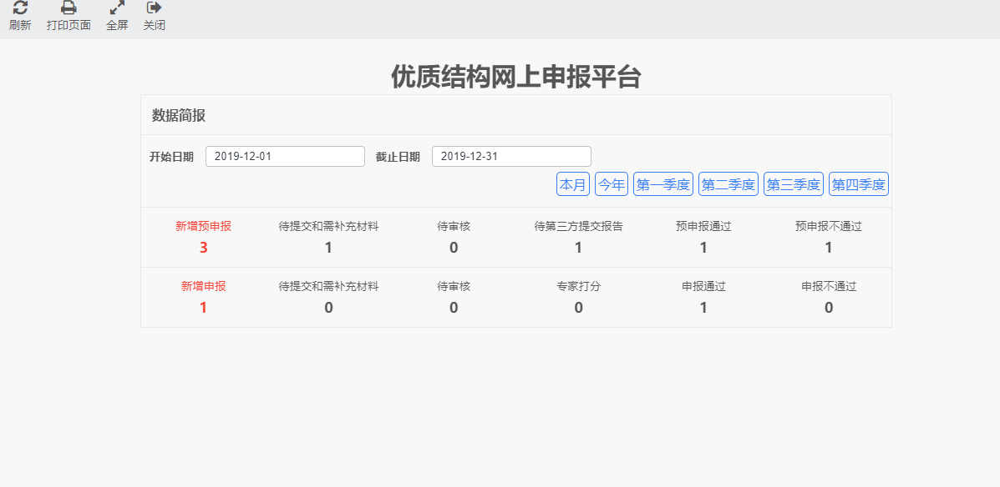 刷新 打印页面 全屏 关闭
优质结构网上申报平台
数据简报
开始日期 2019-12-01 截止日期 2019-12-31
本月 今年 第一季度 第二季度 第三季度 第四季度
新增预申报 待提交和需补充材料 待审核 待第三方提交报告 预申报通过 预申报不通过
3 1 0 1 1 1
新增申报 待提交和需补充材料 待审核 专家打分 申报通过 申报不通过
1 0 0 0 1 0